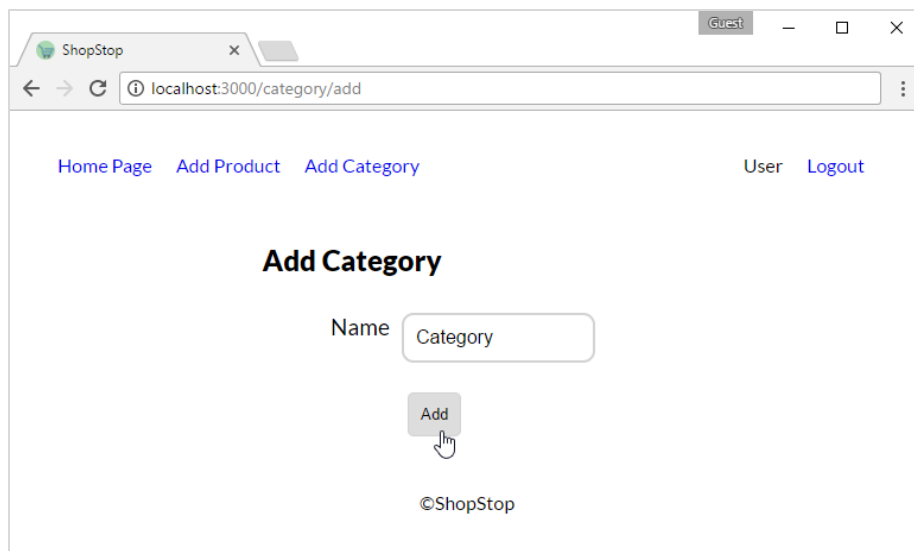 Guest
ShopStop
localhost:3000/category/add
Home Page Add Product Add Category User Logout
Add Category
Name Category
Add
©ShopStop